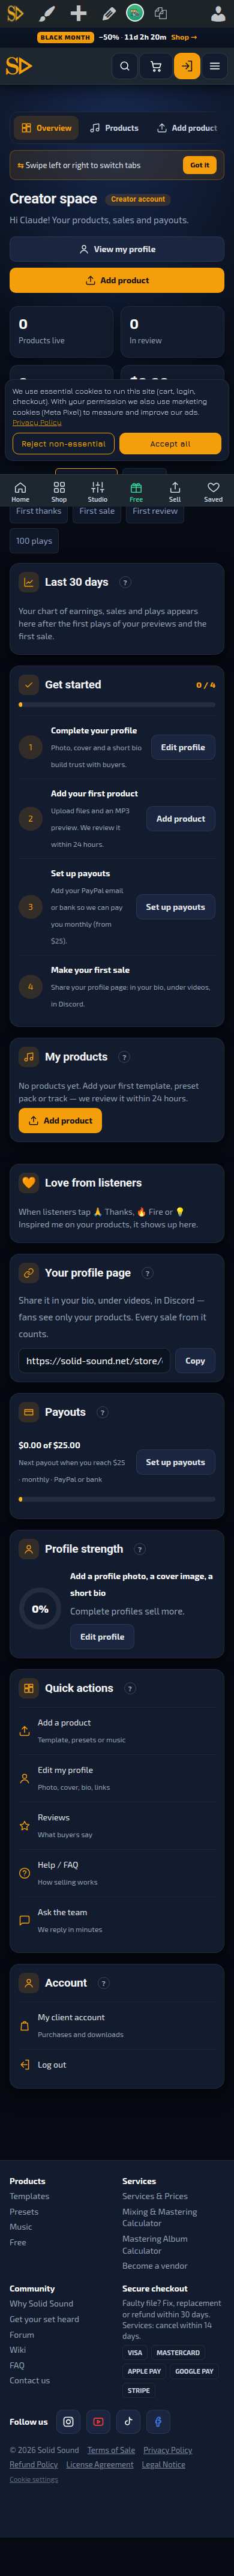 BLACK MONTH −50% · 11d 2h 20m Shop →
Overview Products Add product
⇆ Swipe left or right to switch tabs Got it
Creator space Creator account
Hi Claude! Your products, sales and payouts.
View my profile
Add product
0
Products live
0
In review
We use essential cookies to run this site (cart, login,
checkout). With your permission we also use marketing
cookies (Meta Pixel) to measure and improve our ads.
Privacy Policy
Reject non-essential Accept all
Home Shop Studio Free Sell Saved
First thanks First sale First review
100 plays
Last 30 days ?
Your chart of earnings, sales and plays appears
here after the first plays of your previews and the
first sale.
Get started 0 / 4
1
Complete your profile
Photo, cover and a short bio
build trust with buyers.
Edit profile
2
Add your first product
Upload files and an MP3
preview. We review it
within 24 hours.
Add product
3
Set up payouts
Add your PayPal email
or bank so we can pay
you monthly (from
$25).
Set up payouts
4
Make your first sale
Share your profile page: in your bio, under videos,
in Discord.
My products ?
No products yet. Add your first template, preset
pack or track — we review it within 24 hours.
Add product
Love from listeners
When listeners tap 🙏 Thanks, 🔥 Fire or 💡
Inspired me on your products, it shows up here.
Your profile page ?
Share it in your bio, under videos, in Discord —
fans see only your products. Every sale from it
counts.
https://solid-sound.net/store/ Copy
Payouts ?
$0.00 of $25.00
Next payout when you reach $25
· monthly · PayPal or bank
Set up payouts
Profile strength ?
0%
Add a profile photo, a cover image, a
short bio
Complete profiles sell more.
Edit profile
Quick actions ?
Add a product
Template, presets or music
Edit my profile
Photo, cover, bio, links
Reviews
What buyers say
Help / FAQ
How selling works
Ask the team
We reply in minutes
Account ?
My client account
Purchases and downloads
Log out
Products
Templates
Presets
Music
Free
Services
Services & Prices
Mixing & Mastering
Calculator
Mastering Album
Calculator
Become a vendor
Community
Why Solid Sound
Get your set heard
Forum
Wiki
FAQ
Contact us
Secure checkout
Faulty file? Fix, replacement
or refund within 30 days.
Services: cancel within 14
days.
VISA MASTERCARD
APPLE PAY GOOGLE PAY
STRIPE
Follow us
© 2026 Solid Sound Terms of Sale Privacy Policy
Refund Policy License Agreement Legal Notice
Cookie settings